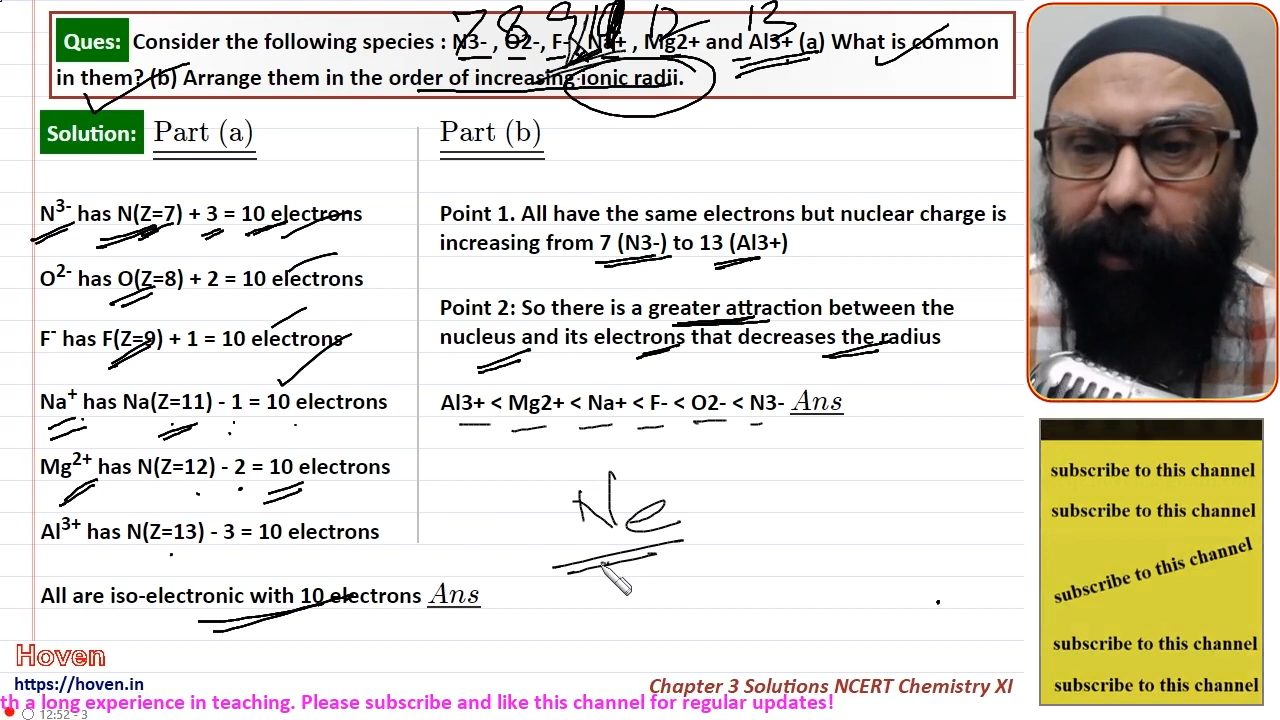 7 8 9 11 12 13
Ques: Consider the following species : N3- , O2-, F-, Na+ , Mg2+ and Al3+ (a) What is common
in them? (b) Arrange them in the order of increasing ionic radii.
Solution: Part (a)
N3- has N(Z=7) + 3 = 10 electrons
O2- has O(Z=8) + 2 = 10 electrons
F- has F(Z=9) + 1 = 10 electrons
Na+ has Na(Z=11) - 1 = 10 electrons
Mg2+ has N(Z=12) - 2 = 10 electrons
Al3+ has N(Z=13) - 3 = 10 electrons
All are iso-electronic with 10 electrons Ans
Part (b)
Point 1. All have the same electrons but nuclear charge is
increasing from 7 (N3-) to 13 (Al3+)
Point 2: So there is a greater attraction between the
nucleus and its electrons that decreases the radius
Al3+ < Mg2+ < Na+ < F- < O2- < N3- Ans
Ne
subscribe to this channel
subscribe to this channel
subscribe to this channel
subscribe to this channel
subscribe to this channel
Hoven
https://hoven.in
Chapter 3 Solutions NCERT Chemistry XI
th a long experience in teaching. Please subscribe and like this channel for regular updates!
12:52 - 3